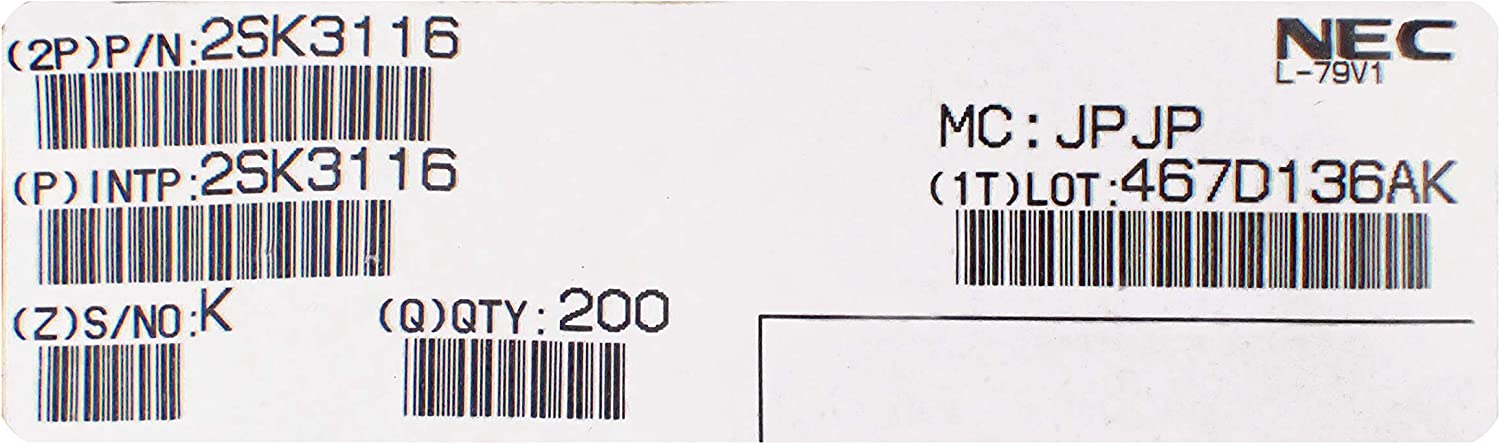 (2P)P/N:2SK3116
(P)INTP:2SK3116
(Z)S/NO:K
(Q)QTY:200
NEC
L-79V1
MC:JPJP
(1T)LOT:467D136AK